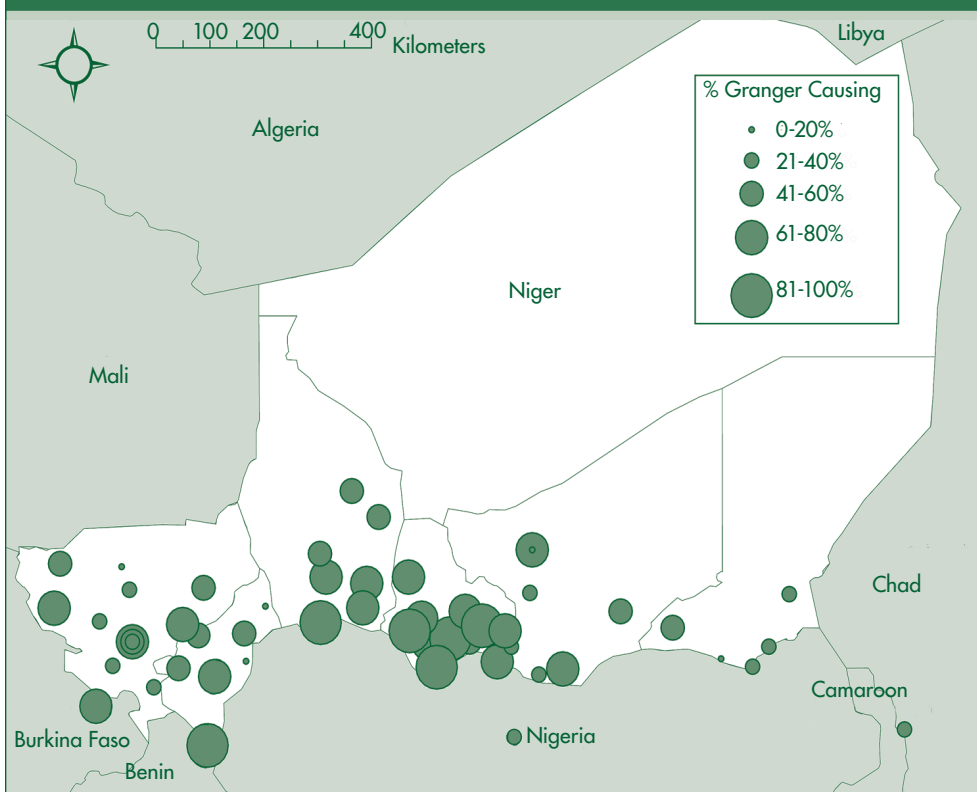 0 100 200 400
Kilometers
Libya
% Granger Causing
0-20%
21-40%
41-60%
61-80%
81-100%
Algeria
Niger
Mali
Chad
Camaroon
Burkina Faso
Nigeria
Benin